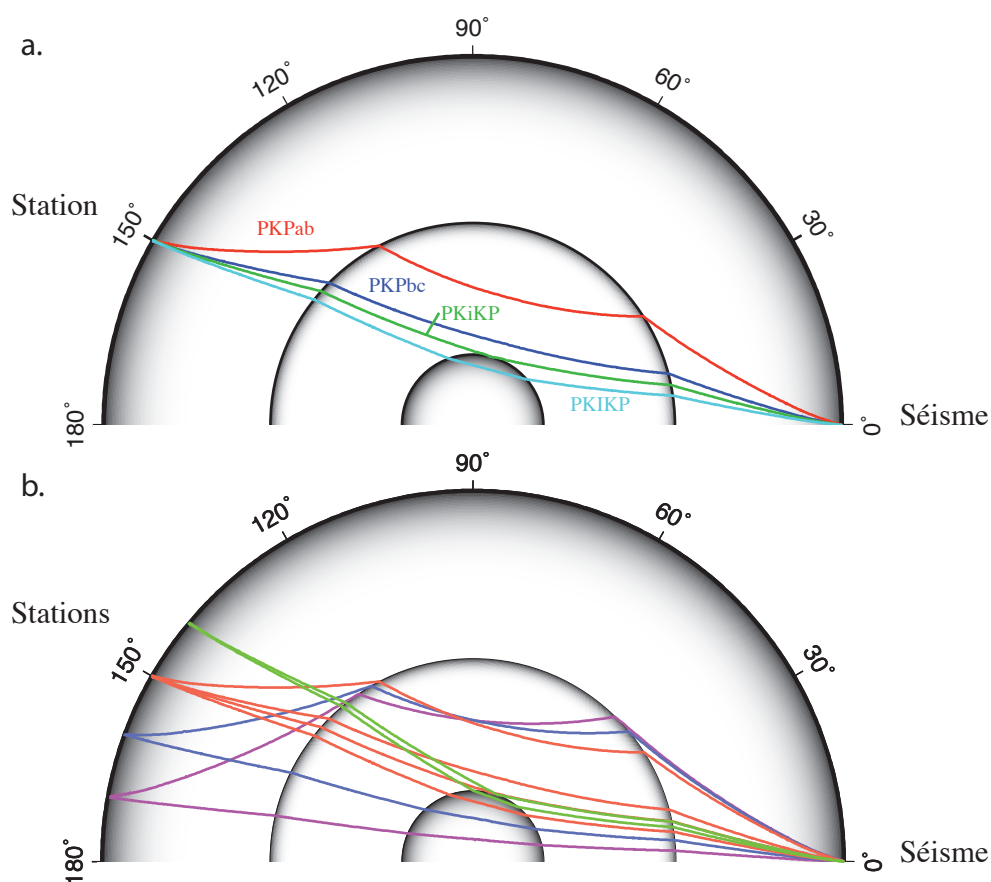 a.
90°
120°
60°
Station
150°
30°
PKPab
PKPbc
PKiKP
PKIKP
180°
0°
Séisme
b.
90°
120°
60°
Stations
150°
30°
180°
0°
Séisme